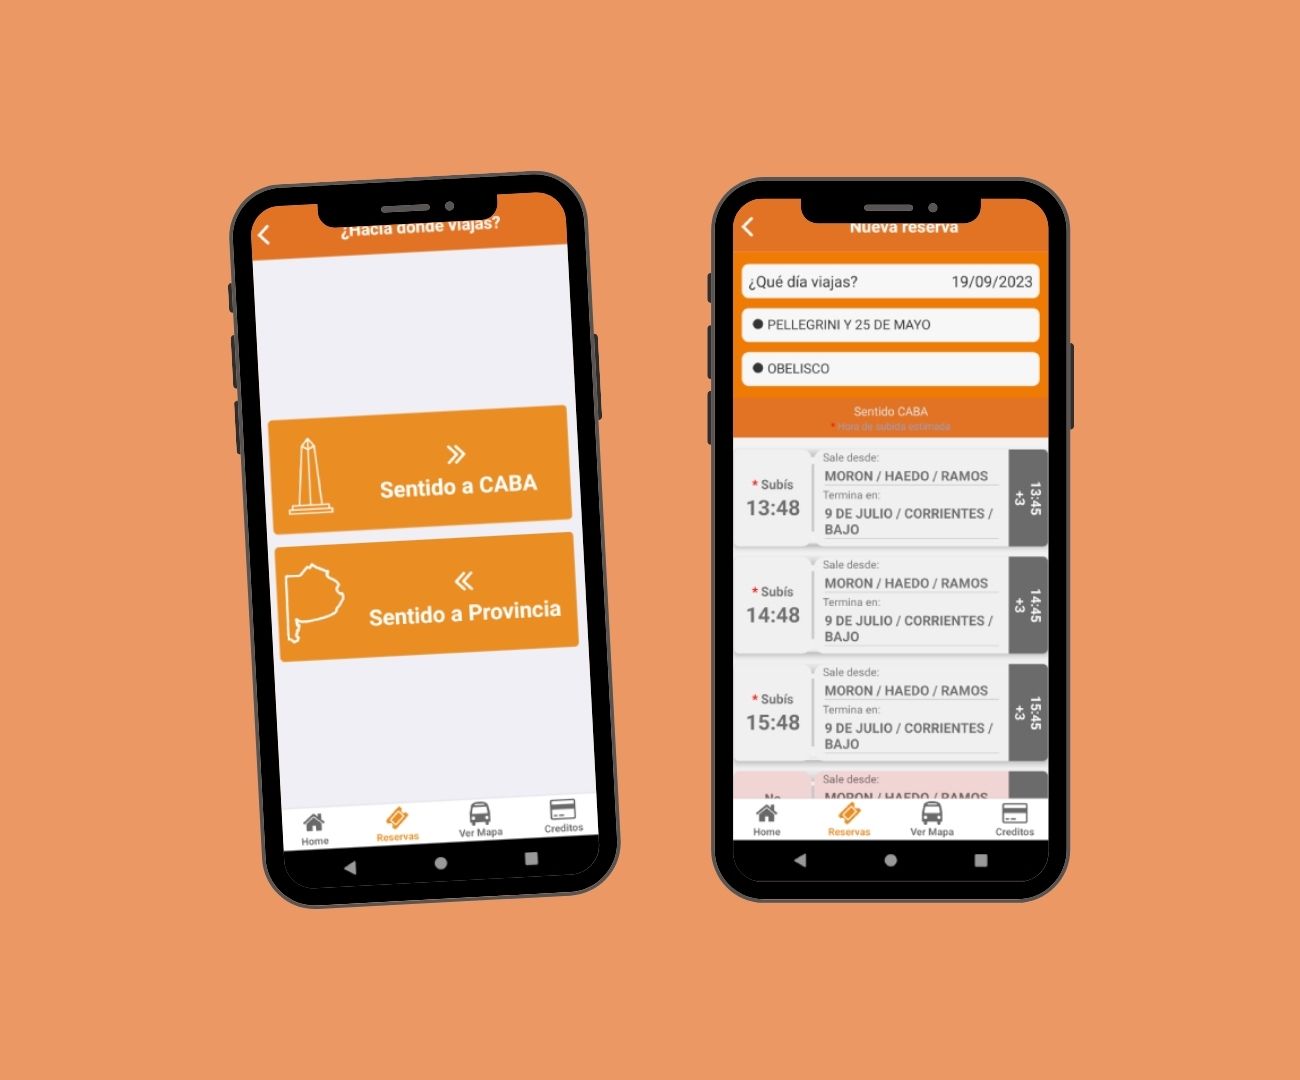 ¿Hacia donde viajas?
Sentido a CABA
Sentido a Provincia
Home
Reservas
Ver Mapa
Creditos
Nueva reserva
¿Qué día viajas? 19/09/2023
PELLEGRINI Y 25 DE MAYO
OBELISCO
Sentido CABA
* Hora de subida estimada
* Subís
13:48
Sale desde:
MORON / HAEDO / RAMOS
Termina en:
9 DE JULIO / CORRIENTES /
BAJO
13:45
+3
* Subís
14:48
Sale desde:
MORON / HAEDO / RAMOS
Termina en:
9 DE JULIO / CORRIENTES /
BAJO
14:45
+3
* Subís
15:48
Sale desde:
MORON / HAEDO / RAMOS
Termina en:
9 DE JULIO / CORRIENTES /
BAJO
15:45
+3
No
Sale desde:
MORON / HAEDO / RAMOS
Home
Reservas
Ver Mapa
Creditos